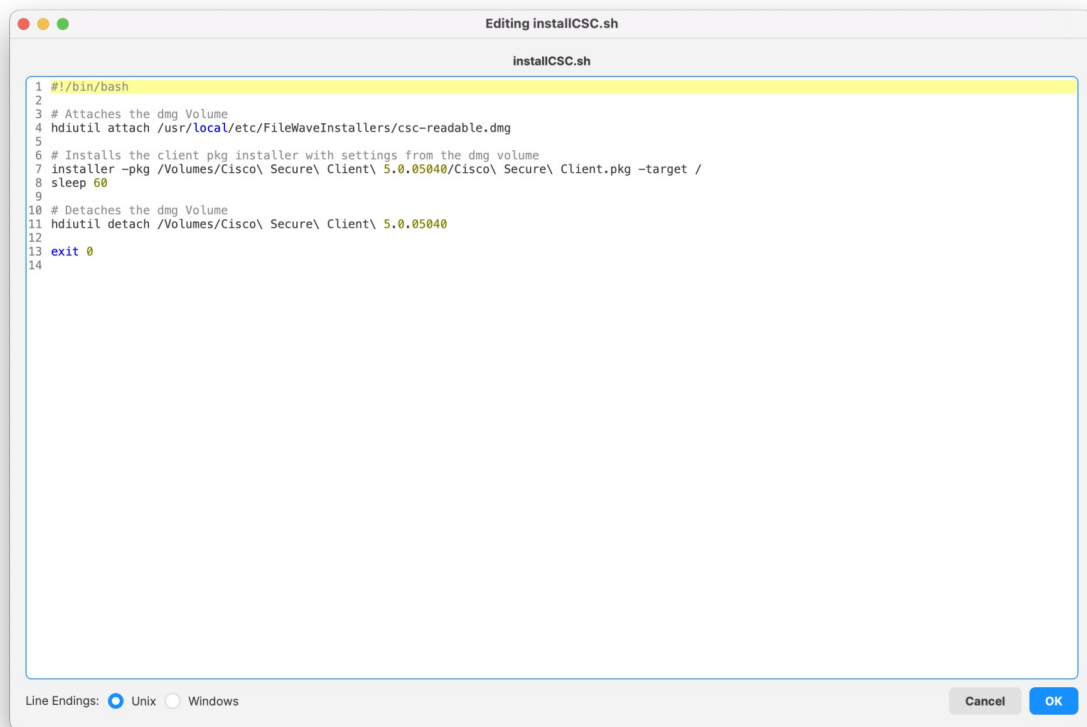 Editing installCSC.sh
installCSC.sh
1 #!/bin/bash
2
3 # Attaches the dmg Volume
4 hdiutil attach /usr/local/etc/FileWaveInstallers/csc-readable.dmg
5
6 # Installs the client pkg installer with settings from the dmg volume
7 installer -pkg /Volumes/Cisco\ Secure\ Client\ 5.0.05040/Cisco\ Secure\ Client.pkg -target /
8 sleep 60
9
10 # Detaches the dmg Volume
11 hdiutil detach /Volumes/Cisco\ Secure\ Client\ 5.0.05040
12
13 exit 0
14
Line Endings: Unix Windows Cancel OK